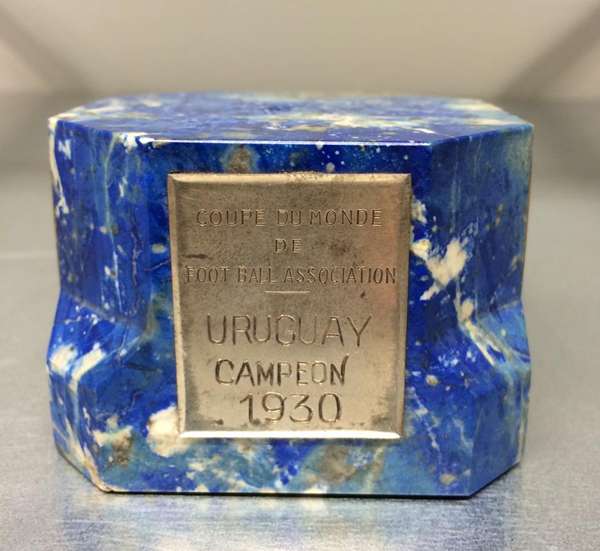 COUPE DU MONDE
DE
FOOT BALL ASSOCIATION
URUGUAY
CAMPEON
1930